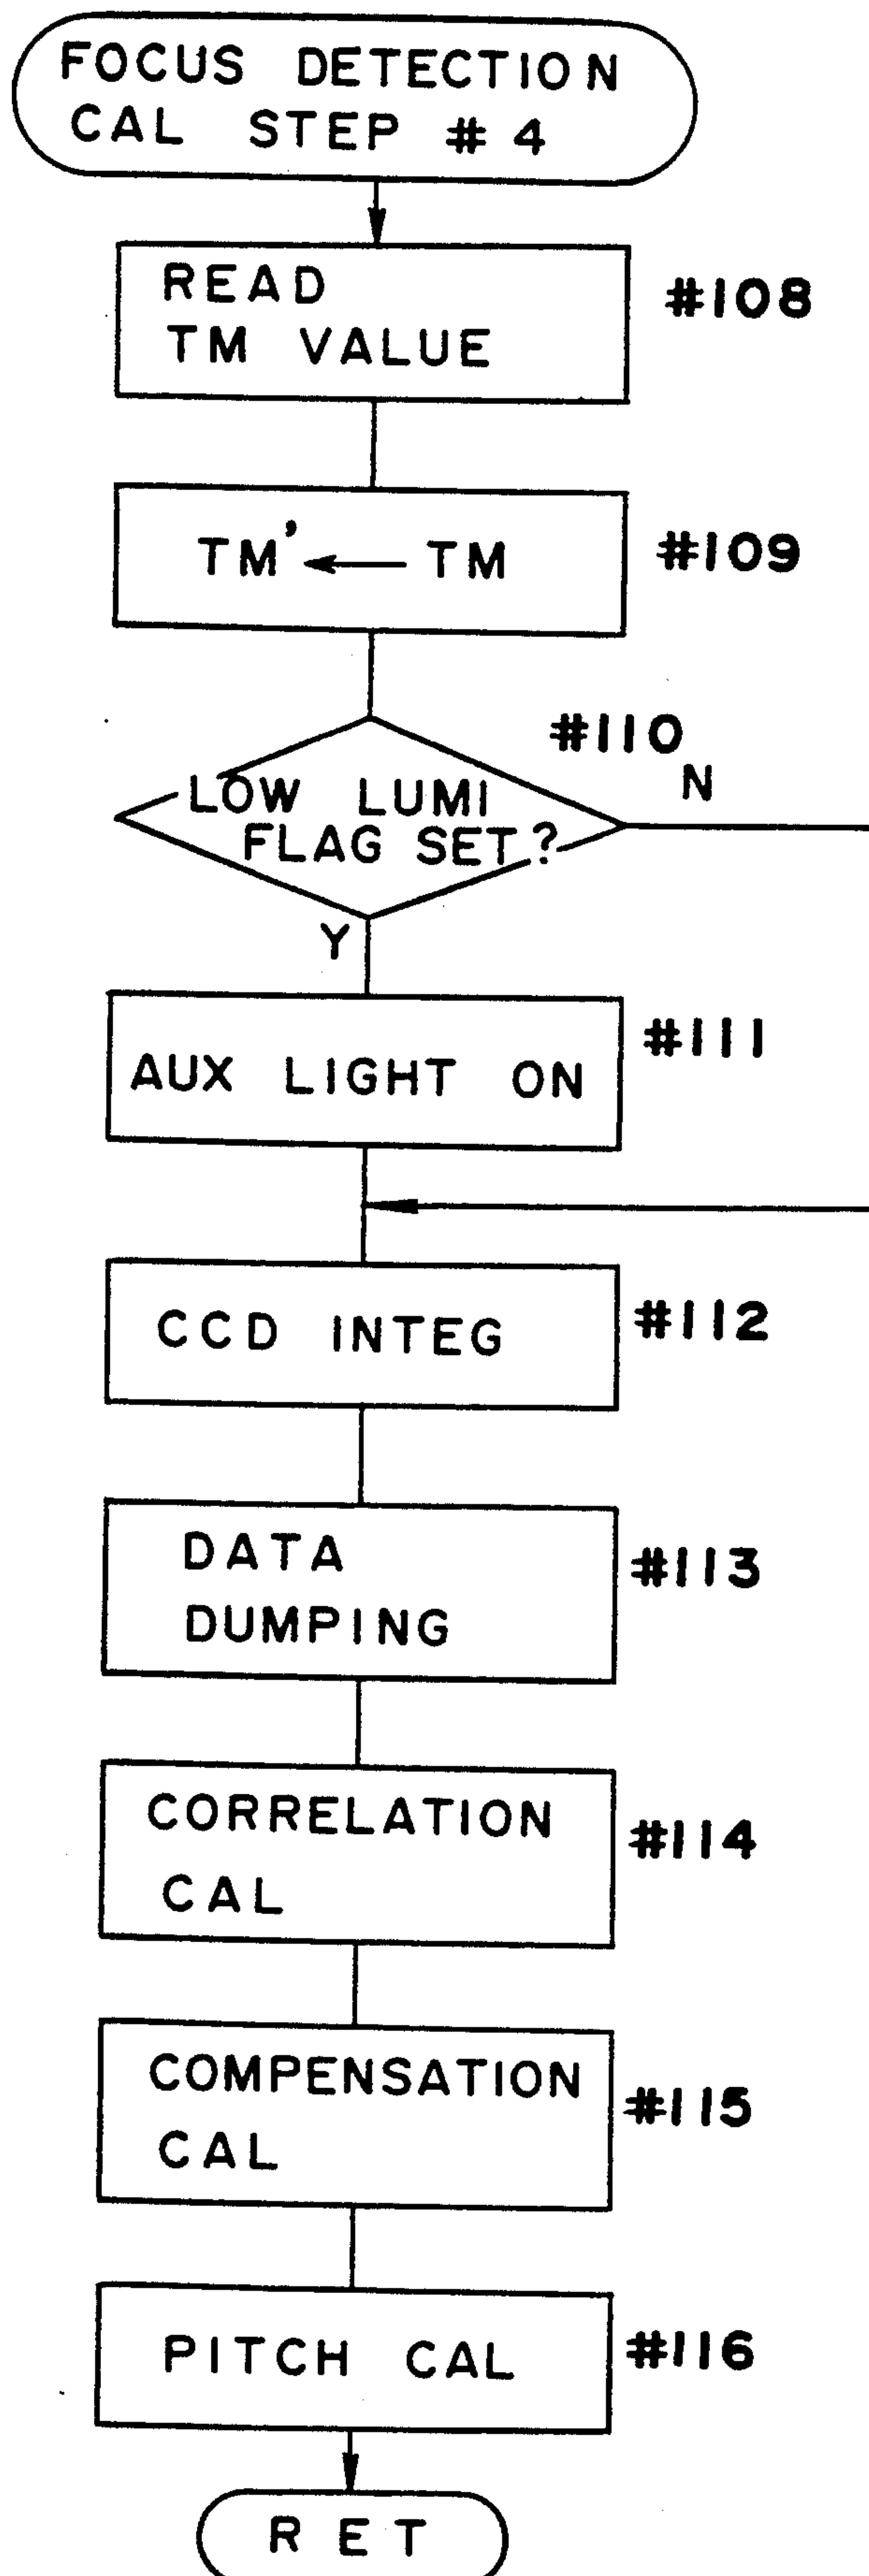 FOCUS DETECTION
CAL STEP # 4
READ
TM VALUE
#108
TM' ← TM
#109
#110
N
LOW LUMI
FLAG SET?
Y
AUX LIGHT ON
#111
CCD INTEG
#112
DATA
DUMPING
#113
CORRELATION
CAL
#114
COMPENSATION
CAL
#115
PITCH CAL
#116
RET